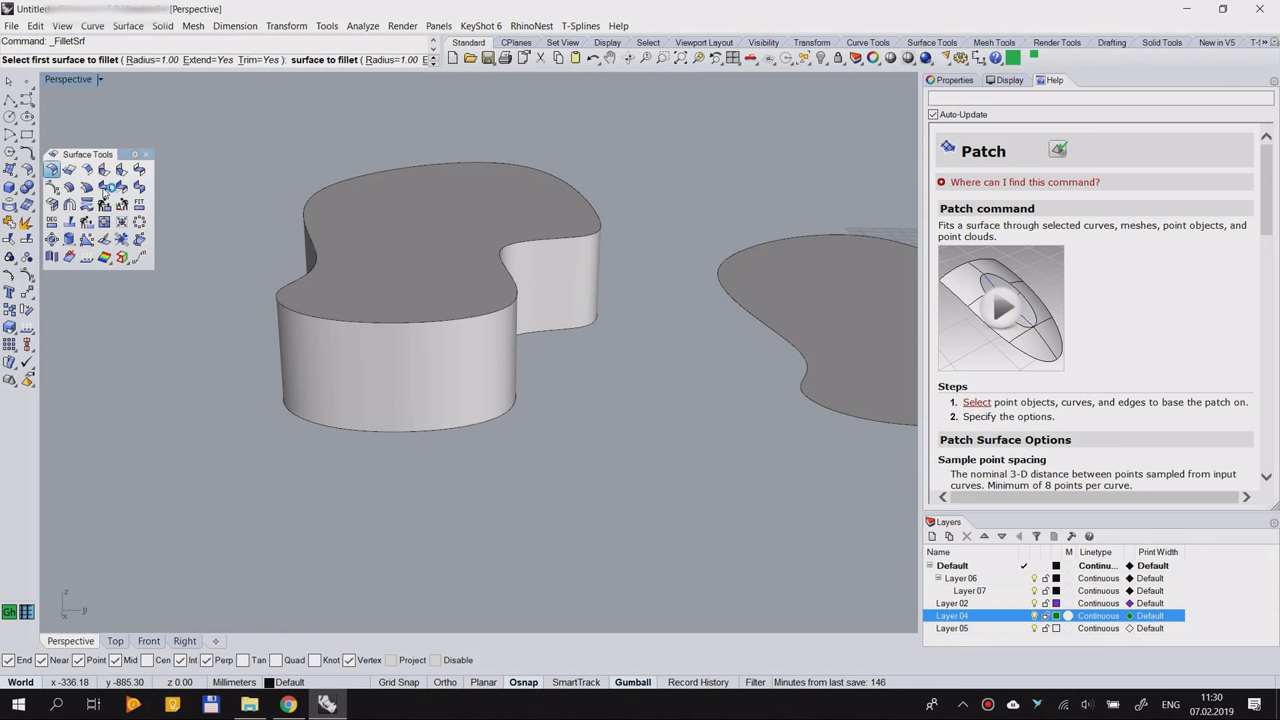 Untitled
[Perspective]
File Edit View Curve Surface Solid Mesh Dimension Transform Tools Analyze Render Panels KeyShot 6 RhinoNest T-Splines Help
Command: _FilletSrf
Select first surface to fillet (Radius=1.00 Extend=Yes Trim=Yes): surface to fillet (Radius=1.00 E
Standard CPlanes Set View Display Select Viewport Layout Visibility Transform Curve Tools Surface Tools Mesh Tools Render Tools Drafting Solid Tools New in V5
Perspective
Surface Tools
FIT
DEG
Properties Display Help
Auto-Update
Patch
Where can I find this command?
Patch command
Fits a surface through selected curves, meshes, point objects, and
point clouds.
Steps
1. Select point objects, curves, and edges to base the patch on.
2. Specify the options.
Patch Surface Options
Sample point spacing
The nominal 3-D distance between points sampled from input
curves. Minimum of 8 points per curve.
Layers
Name M Linetype Print Width
Default Continu... Default
Layer 06 Continuous Default
Layer 07 Continuous Default
Layer 02 Continuous Default
Layer 04 Continuous Default
Layer 05 Continuous Default
z
x y
Gh
Perspective Top Front Right
End Near Point Mid Cen Int Perp Tan Quad Knot Vertex Project Disable
World x -336.18 y -885.30 z 0.00 Millimeters Default Grid Snap Ortho Planar Osnap SmartTrack Gumball Record History Filter Minutes from last save: 146
ENG
11:30
07.02.2019